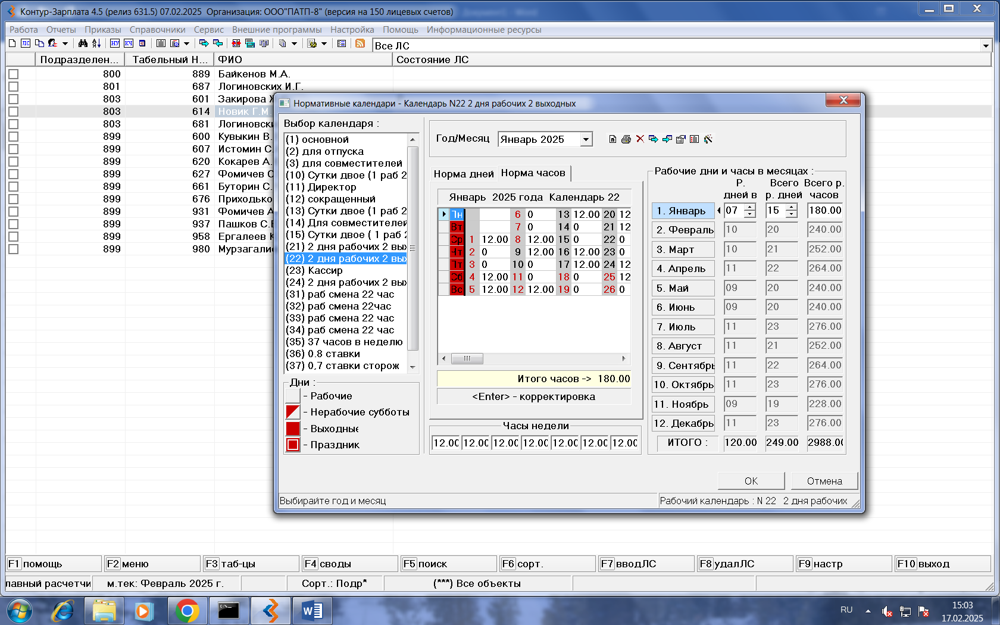 Контур-Зарплата 4.5 (релиз 631.5) 07.02.2025 Организация: ООО"ПАТП-8" (версия на 150 лицевых счетов)
Работа Отчеты Приказы Справочники Сервис Внешние программы Настройка Помощь Информационные ресурсы
Все ЛС
Подразделен... Табельный Н... ФИО Состояние ЛС
800 889 Байкенов М.А.
801 687 Логиновских И.Г.
803 601 Закирова
803 614 Новик Г.М.
803 681 Логиновски
899 600 Кувыкин В.
899 607 Истомин С.
899 620 Кокарев А.
899 627 Фомичев
899 661 Буторин С.
899 676 Приходько
899 931 Фомичев А
899 937 Пашков С.
899 958 Ергалеев
899 980 Мурзагали
Нормативные календари - Календарь N22 2 дня рабочих 2 выходных
Выбор календаря :
(1) основной
(2) для отпуска
(3) для совместителей
(10) Сутки двое (1 раб 2
(11) Директор
(12) сокращенный
(13) Сутки двое (1 раб 2
(14) Для совместителей
(15) Сутки двое ( 1 раб 2
(21) 2 дня рабочих 2 вых
(22) 2 дня рабочих 2 вых
(23) Кассир
(24) 2 дня рабочих 2 вых
(31) раб смена 22 час
(32) раб смена 22час
(33) раб смена 22 час
(34) раб смена 22 час
(35) 37 часов в неделю
(36) 0.8 ставки
(37) 0,7 ставки сторож
Дни :
- Рабочие
- Нерабочие субботы
- Выходные
- Праздник
Год/Месяц Январь 2025
Норма дней Норма часов
Январь 2025 года Календарь 22
Пн 6 0 13 12.00 20 12
Вт 7 0 14 0 21 12
Ср 1 12.00 8 12.00 15 0 22 0
Чт 2 0 9 12.00 16 12.00 23 0
Пт 3 0 10 0 17 12.00 24 12
Сб 4 12.00 11 0 18 0 25 12
Вс 5 12.00 12 12.00 19 0 26 0
Итого часов -> 180.00
<Enter> - корректировка
Часы недели
12.00 12.00 12.00 12.00 12.00 12.00 12.00
Рабочие дни и часы в месяцах :
Р. дней в Всего р. дней Всего р. часов
1. Январь 07 15 180.00
2. Февраль 10 20 240.00
3. Март 10 21 252.00
4. Апрель 11 22 264.00
5. Май 09 20 240.00
6. Июнь 09 20 240.00
7. Июль 11 23 276.00
8. Август 11 21 252.00
9. Сентябрь 11 22 264.00
10. Октябрь 11 23 276.00
11. Ноябрь 09 19 228.00
12. Декабрь 11 23 276.00
ИТОГО : 120.00 249.00 2988.00
OK Отмена
Выбирайте год и месяц
Рабочий календарь : N 22 2 дня рабочих
F1 помощь F2 меню F3 таб-цы F4 своды F5 поиск F6 сорт. F7 вводЛС F8 удалЛС F9 настр F10 выход
лавный расчетчи м.тек: Февраль 2025 г. Сорт.: Подр* (***) Все объекты
RU 15:03
17.02.2025